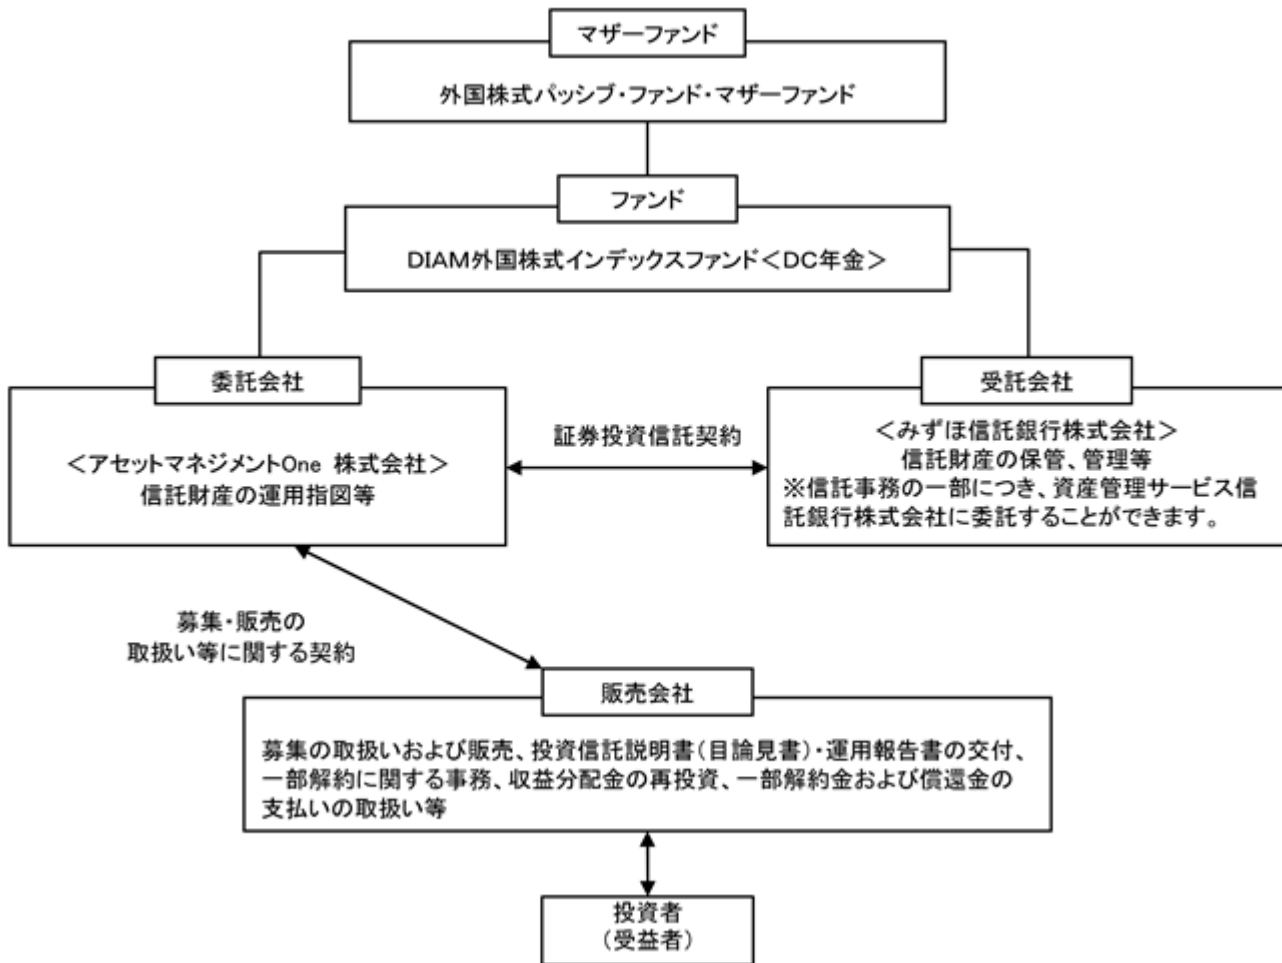 マザーファンド
外国株式パッシブ・ファンド・マザーファンド
ファンド
DIAM外国株式インデックスファンド＜DC年金＞
委託会社
＜アセットマネジメントOne 株式会社＞
信託財産の運用指図等
証券投資信託契約
受託会社
＜みずほ信託銀行株式会社＞
信託財産の保管、管理等
※信託事務の一部につき、資産管理サービス信
託銀行株式会社に委託することができます。
募集・販売の
取扱い等に関する契約
販売会社
募集の取扱いおよび販売、投資信託説明書（目論見書）・運用報告書の交付、
一部解約に関する事務、収益分配金の再投資、一部解約金および償還金の
支払いの取扱い等
投資者
（受益者）